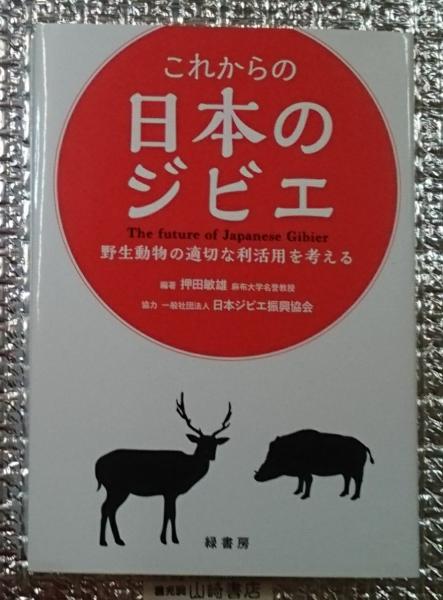 これからの
日本の
ジビエ
The future of Japanese Gibier
野生動物の適切な利活用を考える
編著 押田敏雄 麻布大学名誉教授
協力 一般社団法人 日本ジビエ振興協会
緑書房
山崎書店